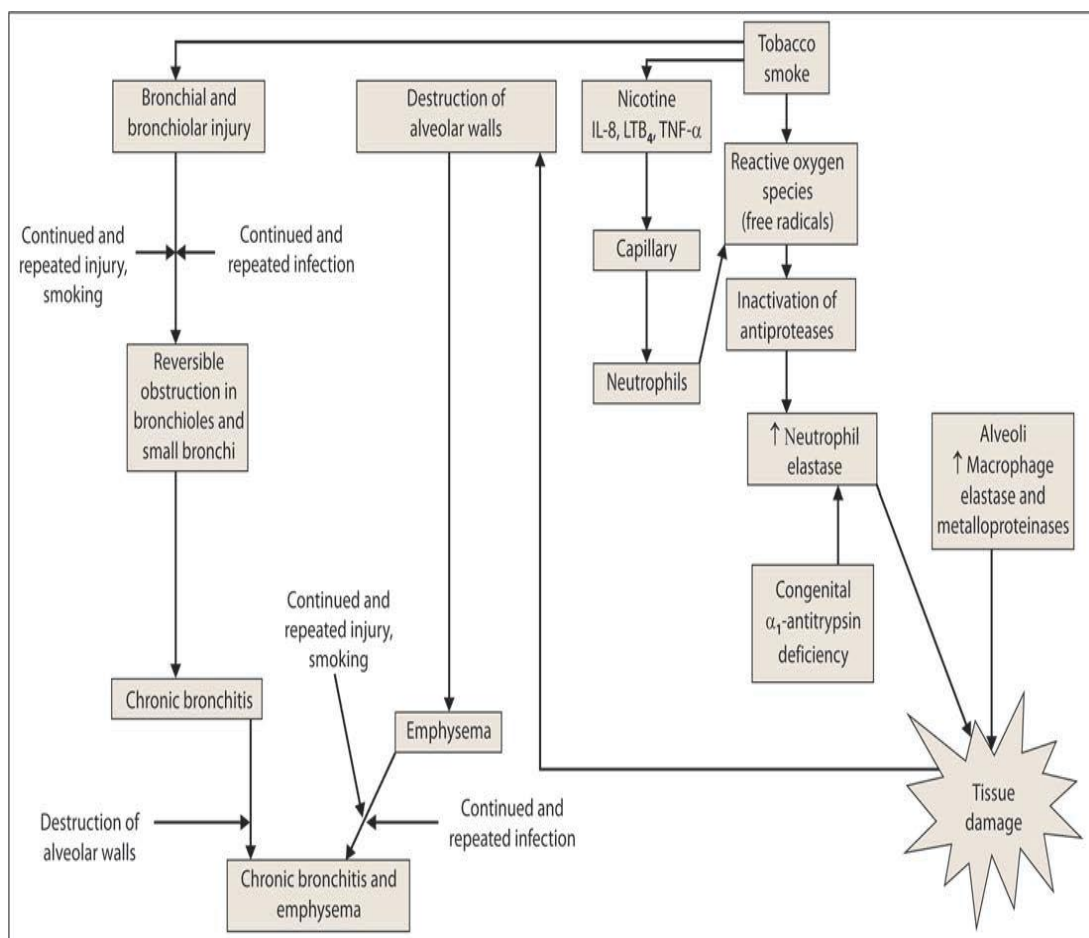 Tobacco
smoke
Bronchial and
bronchiolar injury
Destruction of
alveolar walls
Nicotine
IL-8, LTB₄, TNF-α
Reactive oxygen
species
(free radicals)
Continued and
repeated injury,
smoking
Continued and
repeated infection
Capillary
Inactivation of
antiproteases
Reversible
obstruction in
bronchioles and
small bronchi
Neutrophils
↑ Neutrophil
elastase
Alveoli
↑ Macrophage
elastase and
metalloproteinases
Congenital
α₁-antitrypsin
deficiency
Continued and
repeated injury,
smoking
Chronic bronchitis
Emphysema
Destruction of
alveolar walls
Continued and
repeated infection
Tissue
damage
Chronic bronchitis and
emphysema